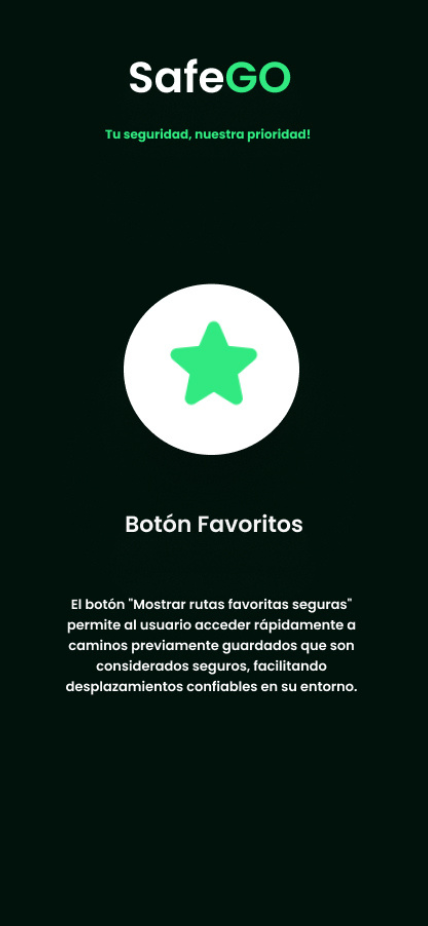 SafeGO
Tu seguridad, nuestra prioridad!
Botón Favoritos
El botón "Mostrar rutas favoritas seguras"
permite al usuario acceder rápidamente a
caminos previamente guardados que son
considerados seguros, facilitando
desplazamientos confiables en su entorno.